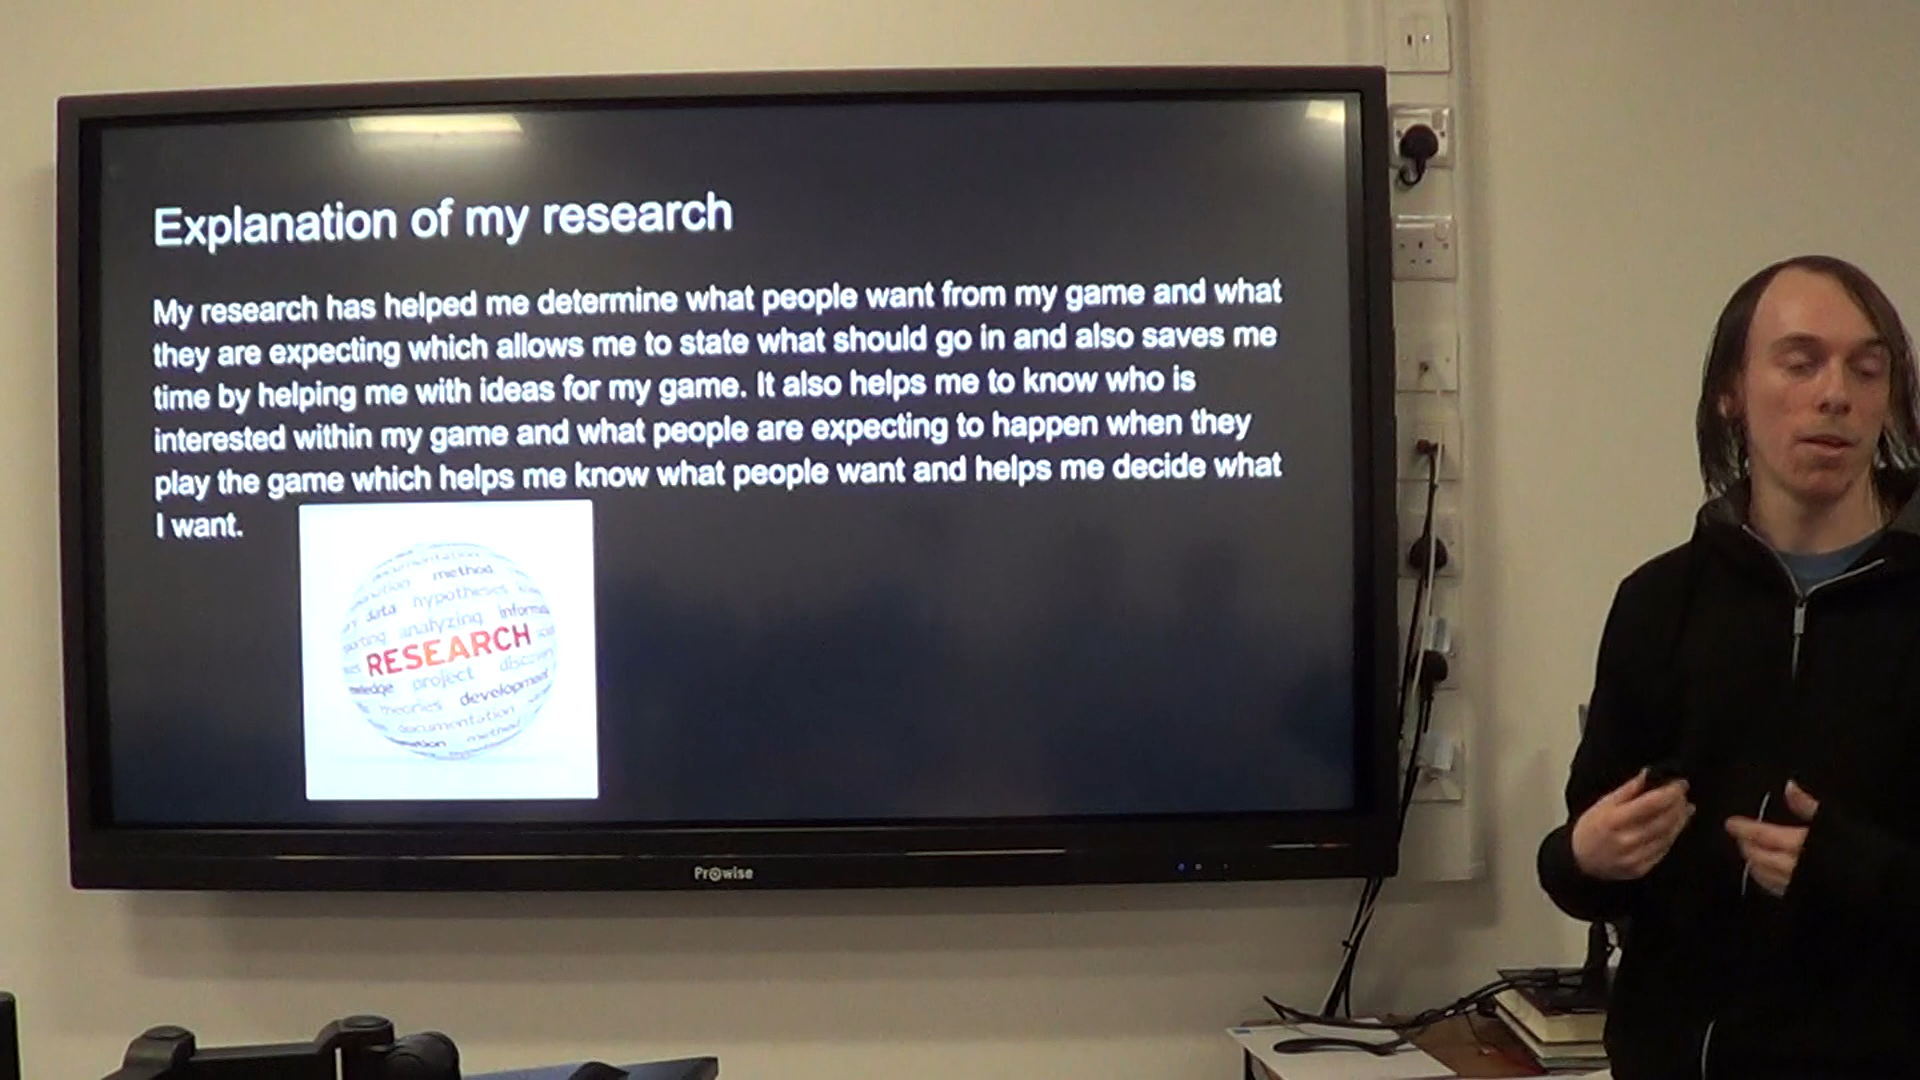 Explanation of my research
My research has helped me determine what people want from my game and what
they are expecting which allows me to state what should go in and also saves me
time by helping me with ideas for my game. It also helps me to know who is
interested within my game and what people are expecting to happen when they
play the game which helps me know what people want and helps me decide what
I want.
method
data hypotheses
analyzing
RESEARCH
project
theories development
documentation
Prowise